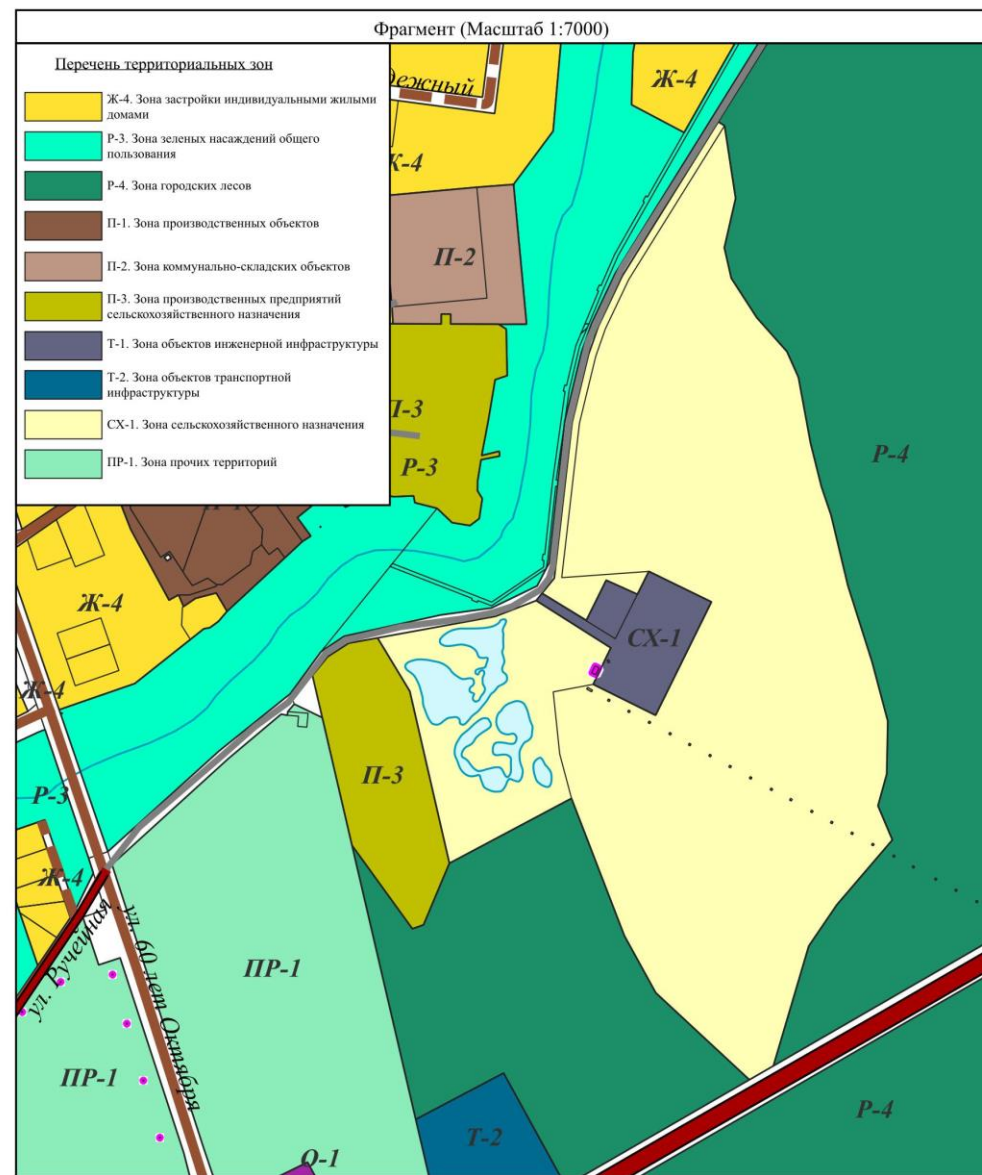 Фрагмент (Масштаб 1:7000)
Перечень территориальных зон
Ж-4. Зона застройки индивидуальными жилыми
домами
Р-3. Зона зеленых насаждений общего
пользования
Р-4. Зона городских лесов
П-1. Зона производственных объектов
П-2. Зона коммунально-складских объектов
П-3. Зона производственных предприятий
сельскохозяйственного назначения
Т-1. Зона объектов инженерной инфраструктуры
Т-2. Зона объектов транспортной
инфраструктуры
СХ-1. Зона сельскохозяйственного назначения
ПР-1. Зона прочих территорий
Ж-4
Ж-4
П-2
П-3
Р-3
Р-4
Ж-4
СХ-1
Ж-4
П-3
Р-3
Ж-4
ул. Ручейная
ул. 60 лет Октября
ПР-1
ПР-1
Р-4
Т-2
О-1